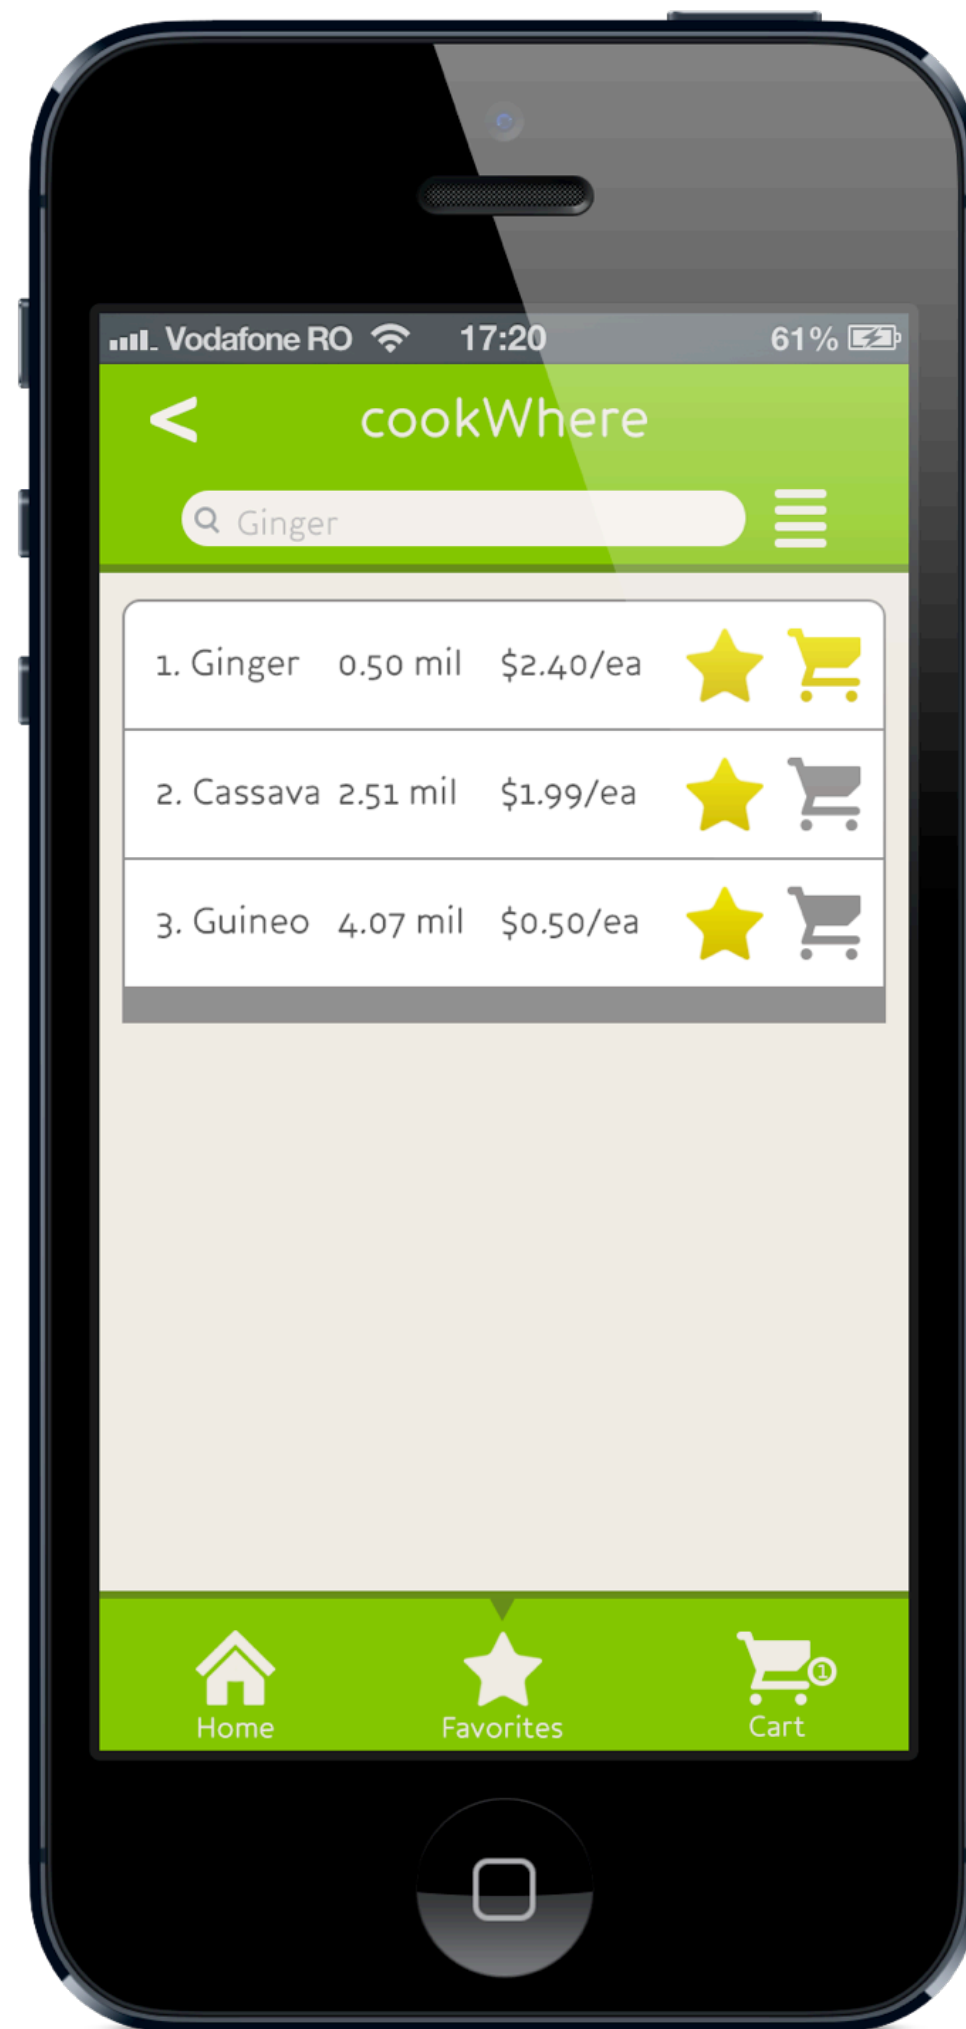 Vodafone RO 17:20 61%
< cookWhere
Ginger
1. Ginger 0.50 mil $2.40/ea
2. Cassava 2.51 mil $1.99/ea
3. Guineo 4.07 mil $0.50/ea
1
Home Favorites Cart